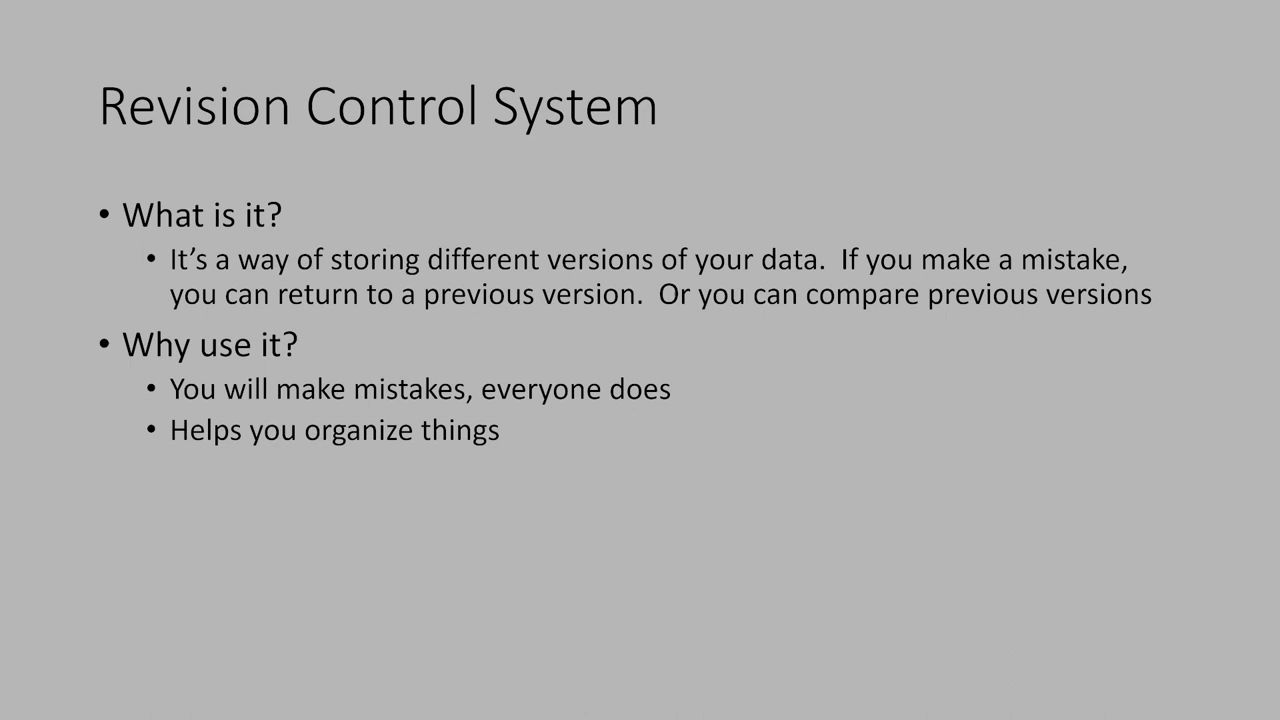 Revision Control System
• What is it?
• It’s a way of storing different versions of your data.  If you make a mistake,
you can return to a previous version.  Or you can compare previous versions
• Why use it?
• You will make mistakes, everyone does
• Helps you organize things